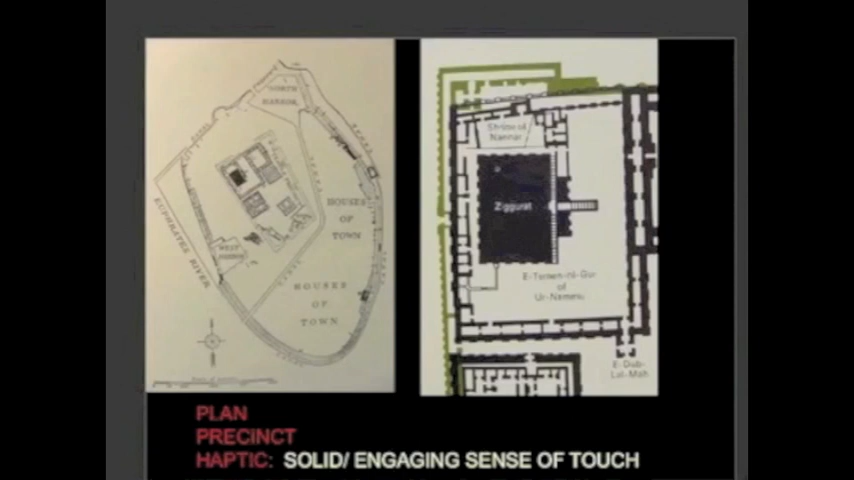 NORTH
HARBOR
EUPHRATES RIVER
WEST
HARBOR
HOUSES
OF
TOWN
HOUSES
OF
TOWN
Shrine of
Nannar
Ziggurat
E-Temen-ni-Gur
of
Ur-Nammu
E-Dub-
Lal-Mah
PLAN
PRECINCT
HAPTIC: SOLID/ ENGAGING SENSE OF TOUCH